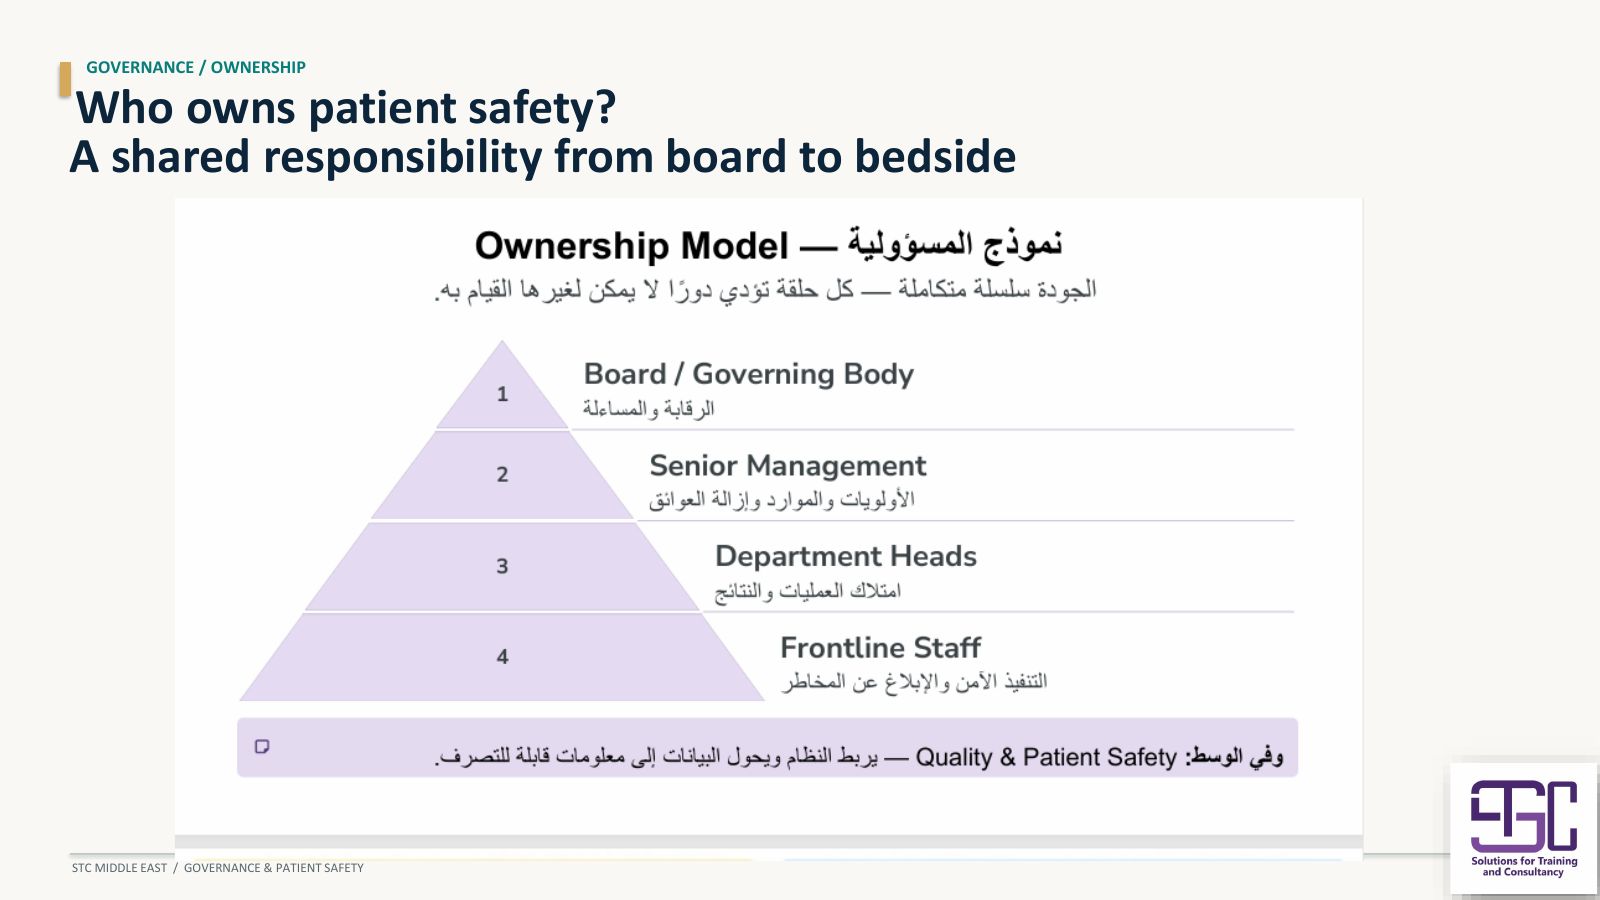 GOVERNANCE / OWNERSHIP
Who owns patient safety?
A shared responsibility from board to bedside
Ownership Model — نموذج المسؤولية
الجودة سلسلة متكاملة — كل حلقة تؤدي دورًا لا يمكن لغيرها القيام به.
1
Board / Governing Body
الرقابة والمساءلة
2
Senior Management
الأولويات والموارد وإزالة العوائق
3
Department Heads
امتلاك العمليات والنتائج
4
Frontline Staff
التنفيذ الآمن والإبلاغ عن المخاطر
وفي الوسط: Quality & Patient Safety — يربط النظام ويحول البيانات إلى معلومات قابلة للتصرف.
STC MIDDLE EAST / GOVERNANCE & PATIENT SAFETY
STC
Solutions for Training
and Consultancy